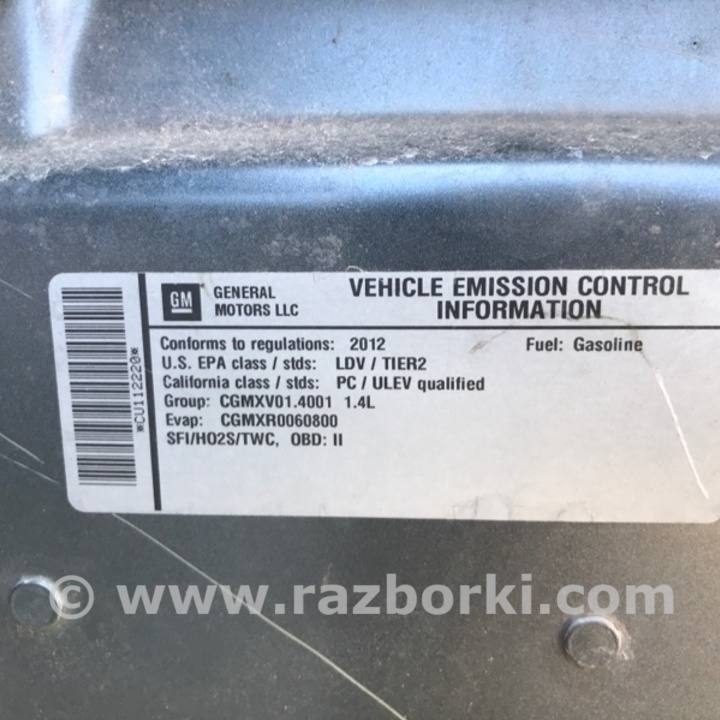 GM
GENERAL
MOTORS LLC
VEHICLE EMISSION CONTROL
INFORMATION
Conforms to regulations: 2012 Fuel: Gasoline
U.S. EPA class / stds: LDV / TIER2
California class / stds: PC / ULEV qualified
Group: CGMXV01.4001 1.4L
Evap: CGMXR0060800
SFI/HO2S/TWC, OBD: II
*CU112220*
© www.razborki.com